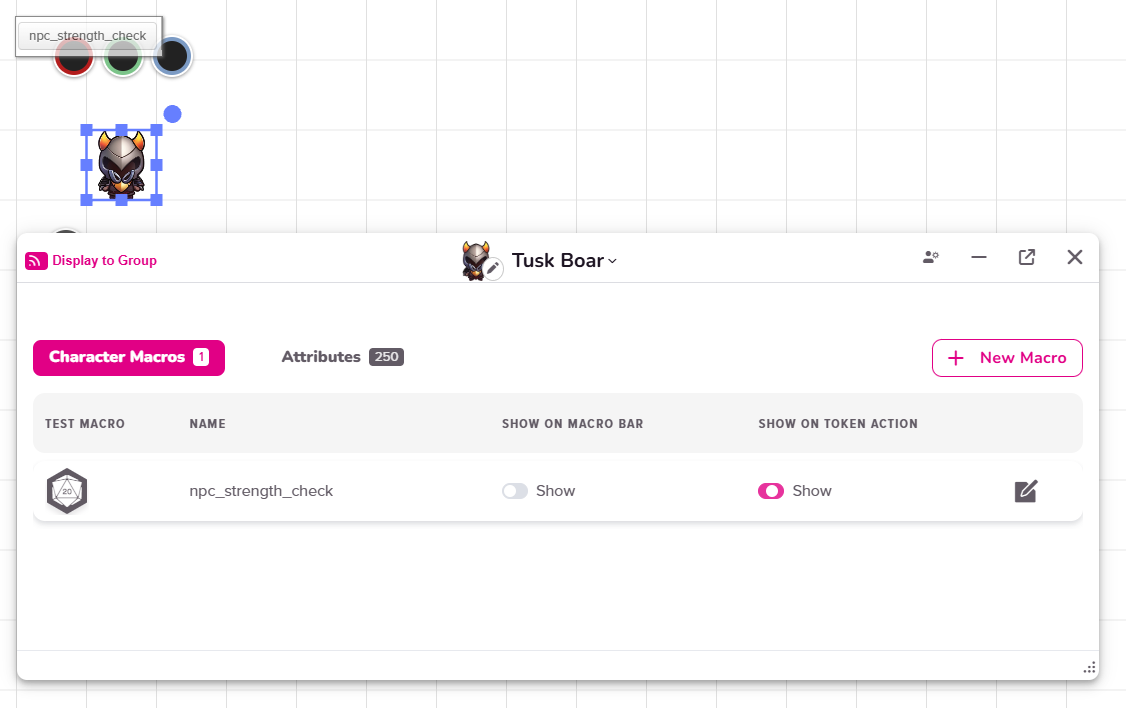 npc_strength_check
Display to Group
Tusk Boar
Character Macros 1
Attributes 250
+ New Macro
TEST MACRO NAME SHOW ON MACRO BAR SHOW ON TOKEN ACTION
20 npc_strength_check Show Show